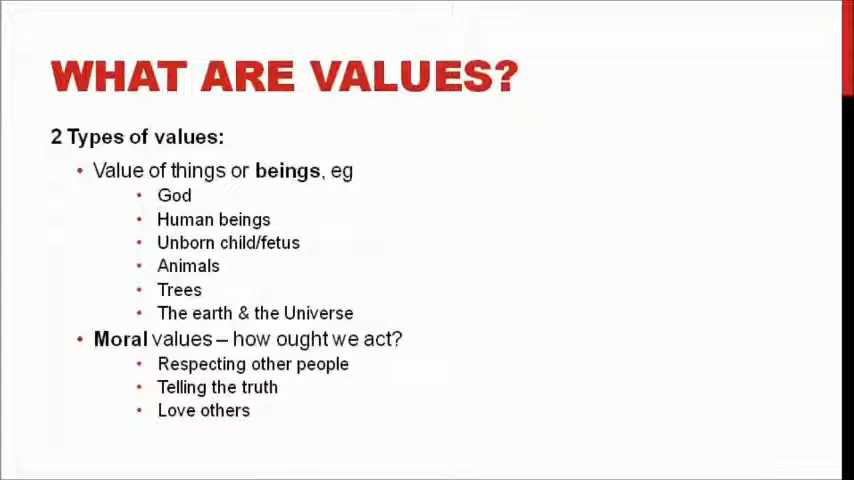 WHAT ARE VALUES?
2 Types of values:
• Value of things or beings, eg
• God
• Human beings
• Unborn child/fetus
• Animals
• Trees
• The earth & the Universe
• Moral values – how ought we act?
• Respecting other people
• Telling the truth
• Love others